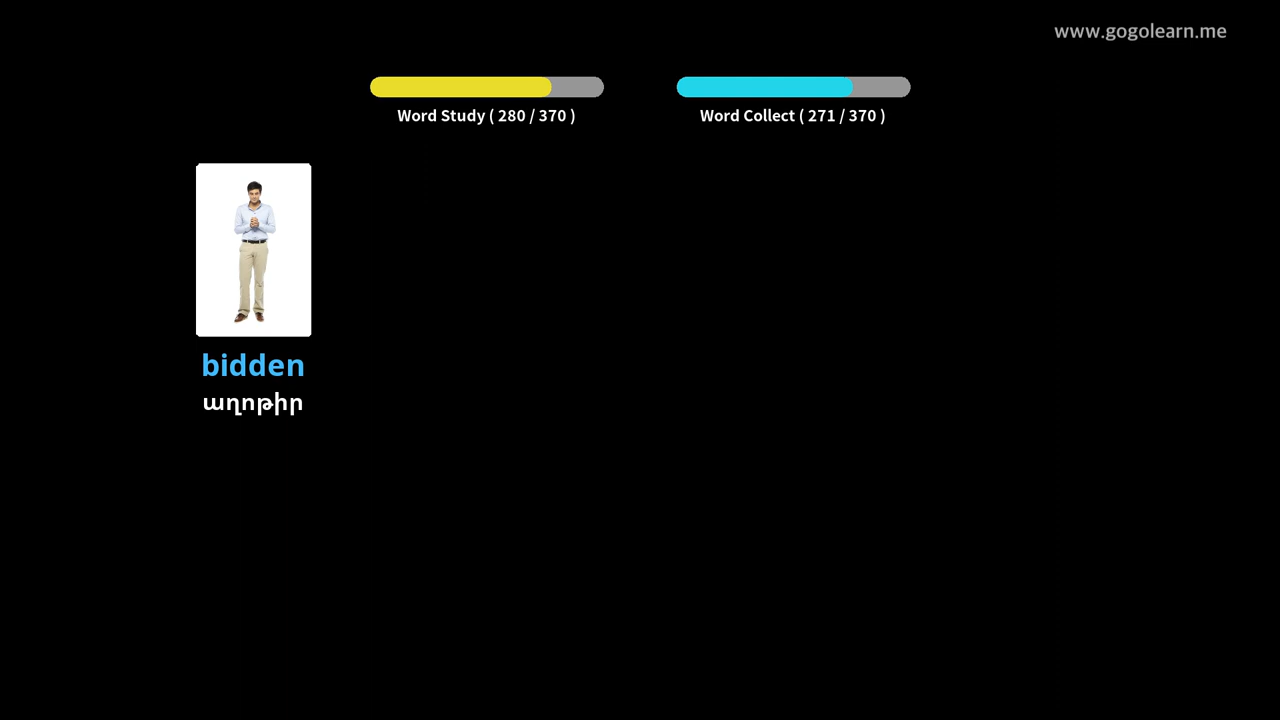 www.gogolearn.me
Word Study ( 280 / 370 )
Word Collect ( 271 / 370 )
bidden
աղոթիր